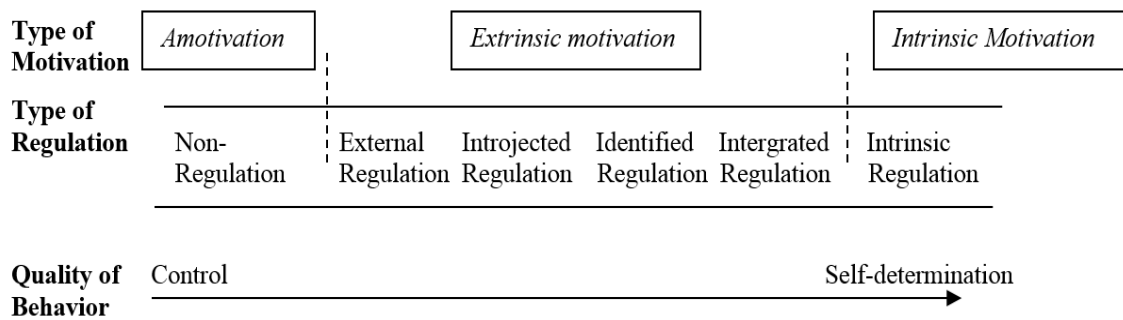 Type of Motivation
Amotivation
Extrinsic motivation
Intrinsic Motivation
Type of Regulation
Non-
Regulation
External
Regulation
Introjected
Regulation
Identified
Regulation
Intergrated
Regulation
Intrinsic
Regulation
Quality of Behavior
Control
Self-determination